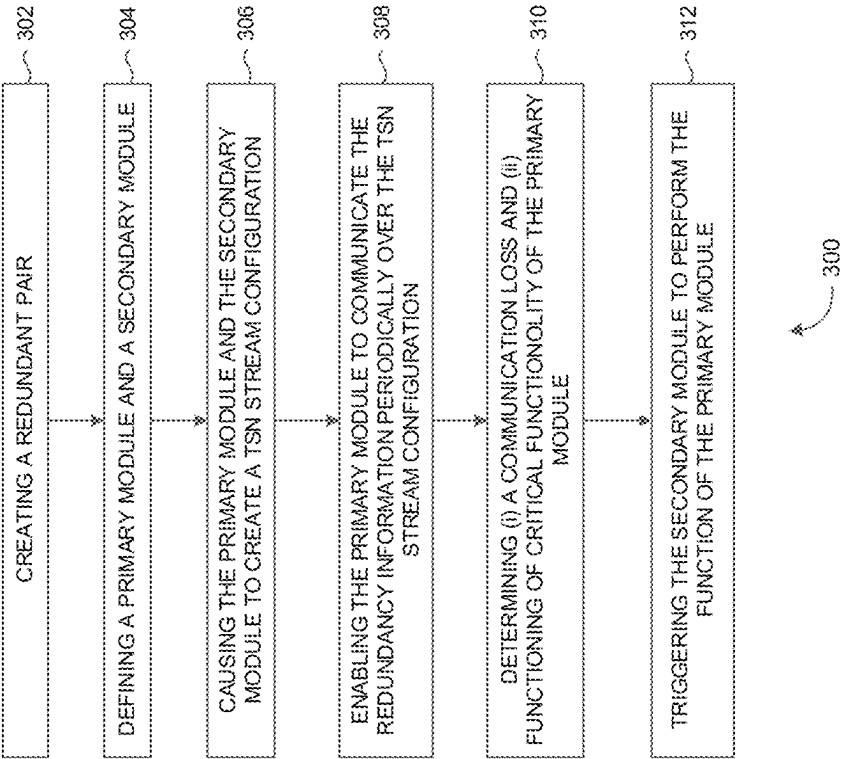 CREATING A REDUNDANT PAIR
302
DEFINING A PRIMARY MODULE AND A SECONDARY MODULE
304
CAUSING THE PRIMARY MODULE AND THE SECONDARY
MODULE TO CREATE A TSN STREAM CONFIGURATION
306
ENABLING THE PRIMARY MODULE TO COMMUNICATE THE
REDUNDANCY INFORMATION PERIODICALLY OVER THE TSN
STREAM CONFIGURATION
308
DETERMINING (i) A COMMUNICATION LOSS AND (ii)
FUNCTIONING OF CRITICAL FUNCTIONOLITY OF THE PRIMARY
MODULE
310
TRIGGERING THE SECONDARY MODULE TO PERFORM THE
FUNCTION OF THE PRIMARY MODULE
312
300